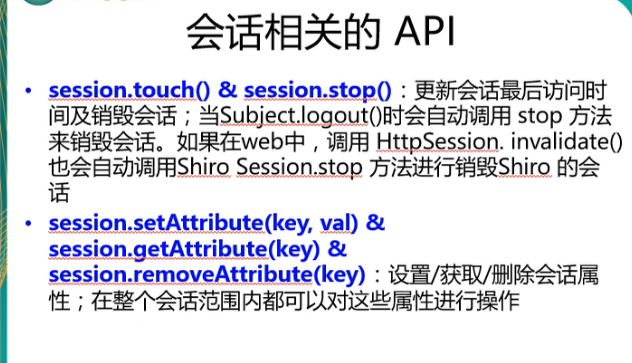 会话相关的 API
• session.touch() & session.stop()：更新会话最后访问时
间及销毁会话；当Subject.logout()时会自动调用 stop 方法
来销毁会话。如果在web中，调用 HttpSession. invalidate()
也会自动调用Shiro Session.stop 方法进行销毁Shiro 的会
话
• session.setAttribute(key, val) &
session.getAttribute(key) &
session.removeAttribute(key)：设置/获取/删除会话属
性；在整个会话范围内都可以对这些属性进行操作